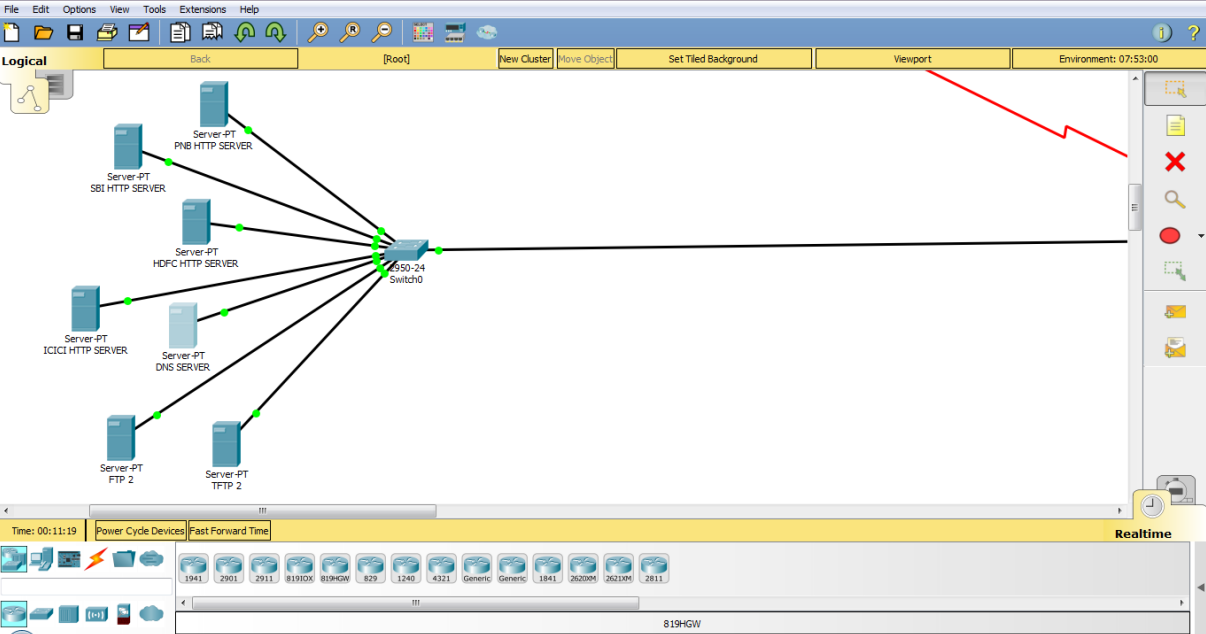 File Edit Options View Tools Extensions Help
Logical Back [Root] New Cluster Move Object Set Tiled Background Viewport Environment: 07:53:00
Server-PT
PNB HTTP SERVER
Server-PT
SBI HTTP SERVER
Server-PT
HDFC HTTP SERVER
2950-24
Switch0
Server-PT
ICICI HTTP SERVER
Server-PT
DNS SERVER
Server-PT
FTP 2
Server-PT
TFTP 2
Time: 00:11:19 Power Cycle Devices Fast Forward Time
Realtime
1941 2901 2911 819IOX 819HGW 829 1240 4321 Generic Generic 1841 2620XM 2621XM 2811
819HGW